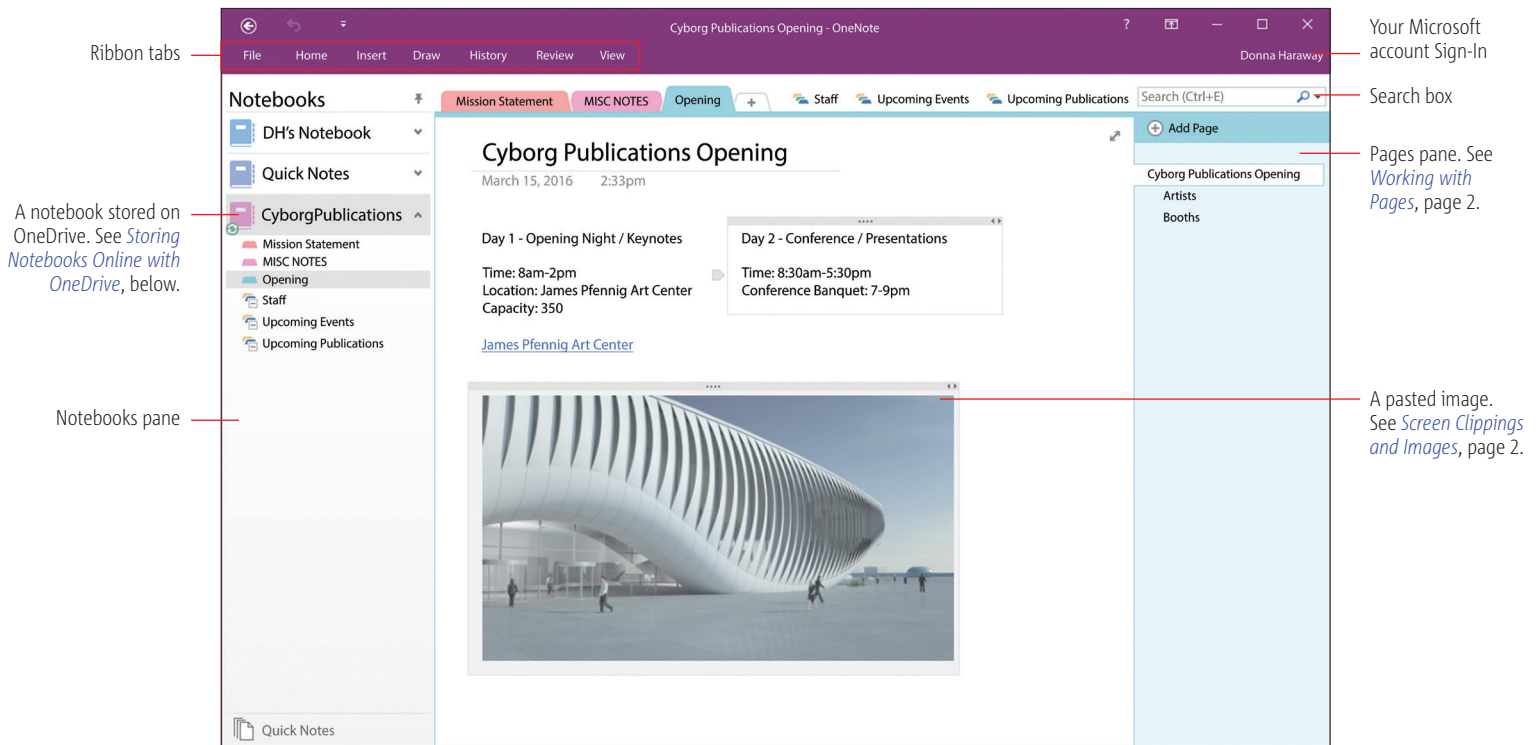 Cyborg Publications Opening - OneNote
?
File Home Insert Draw History Review View
Donna Haraway
Ribbon tabs
Your Microsoft
account Sign-In
Notebooks
Mission Statement MISC NOTES Opening + Staff Upcoming Events Upcoming Publications
Search (Ctrl+E)
Search box
DH's Notebook
Quick Notes
CyborgPublications
Mission Statement
MISC NOTES
Opening
Staff
Upcoming Events
Upcoming Publications
A notebook stored on
OneDrive. See Storing
Notebooks Online with
OneDrive, below.
Notebooks pane
Quick Notes
Cyborg Publications Opening
March 15, 2016 2:33pm
Day 1 - Opening Night / Keynotes
Time: 8am-2pm
Location: James Pfennig Art Center
Capacity: 350
James Pfennig Art Center
Day 2 - Conference / Presentations
Time: 8:30am-5:30pm
Conference Banquet: 7-9pm
Add Page
Cyborg Publications Opening
Artists
Booths
Pages pane. See
Working with
Pages, page 2.
A pasted image.
See Screen Clippings
and Images, page 2.